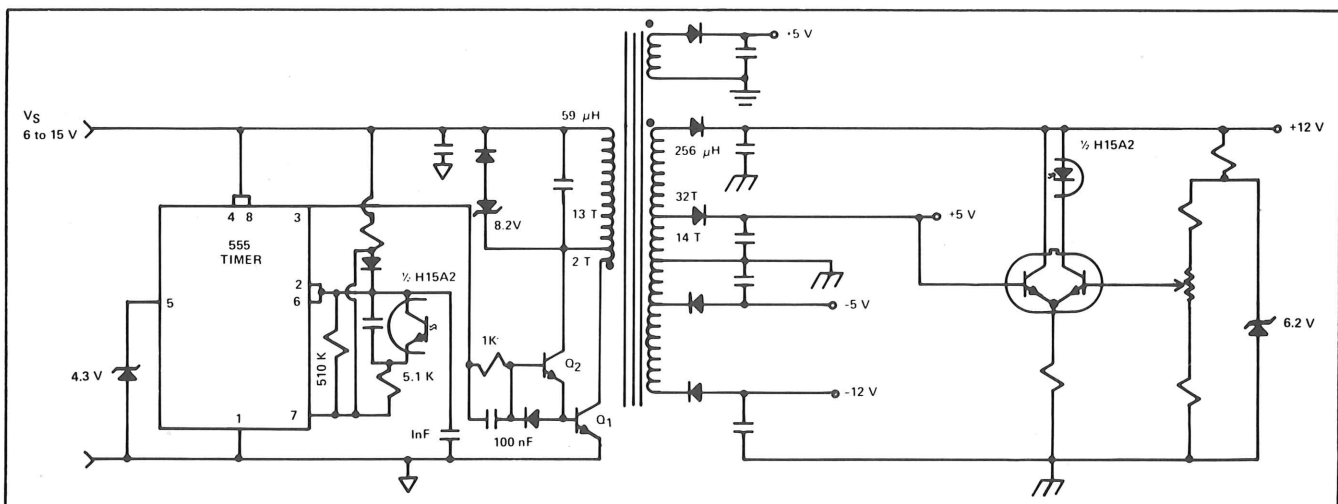 +5 V
VS
6 to 15 V
59 µH
256 µH
+12 V
½ H15A2
4 8 3
555
TIMER
8.2V
13 T
32T
+5 V
14 T
½ H15A2
2 T
2
6
5
-5 V
6.2 V
1K
Q2
4.3 V
510 K
5.1 K
-12 V
7
1
Q1
InF
100 nF